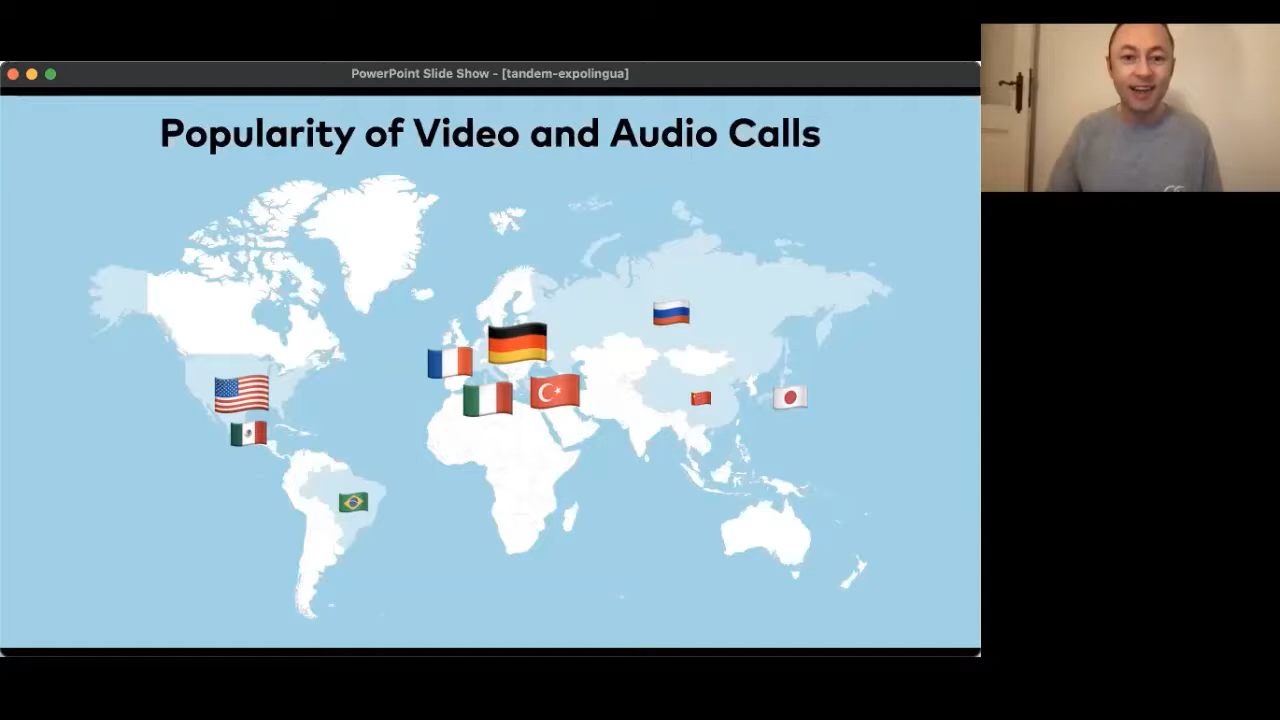 PowerPoint Slide Show - [tandem-expolingua]
Popularity of Video and Audio Calls